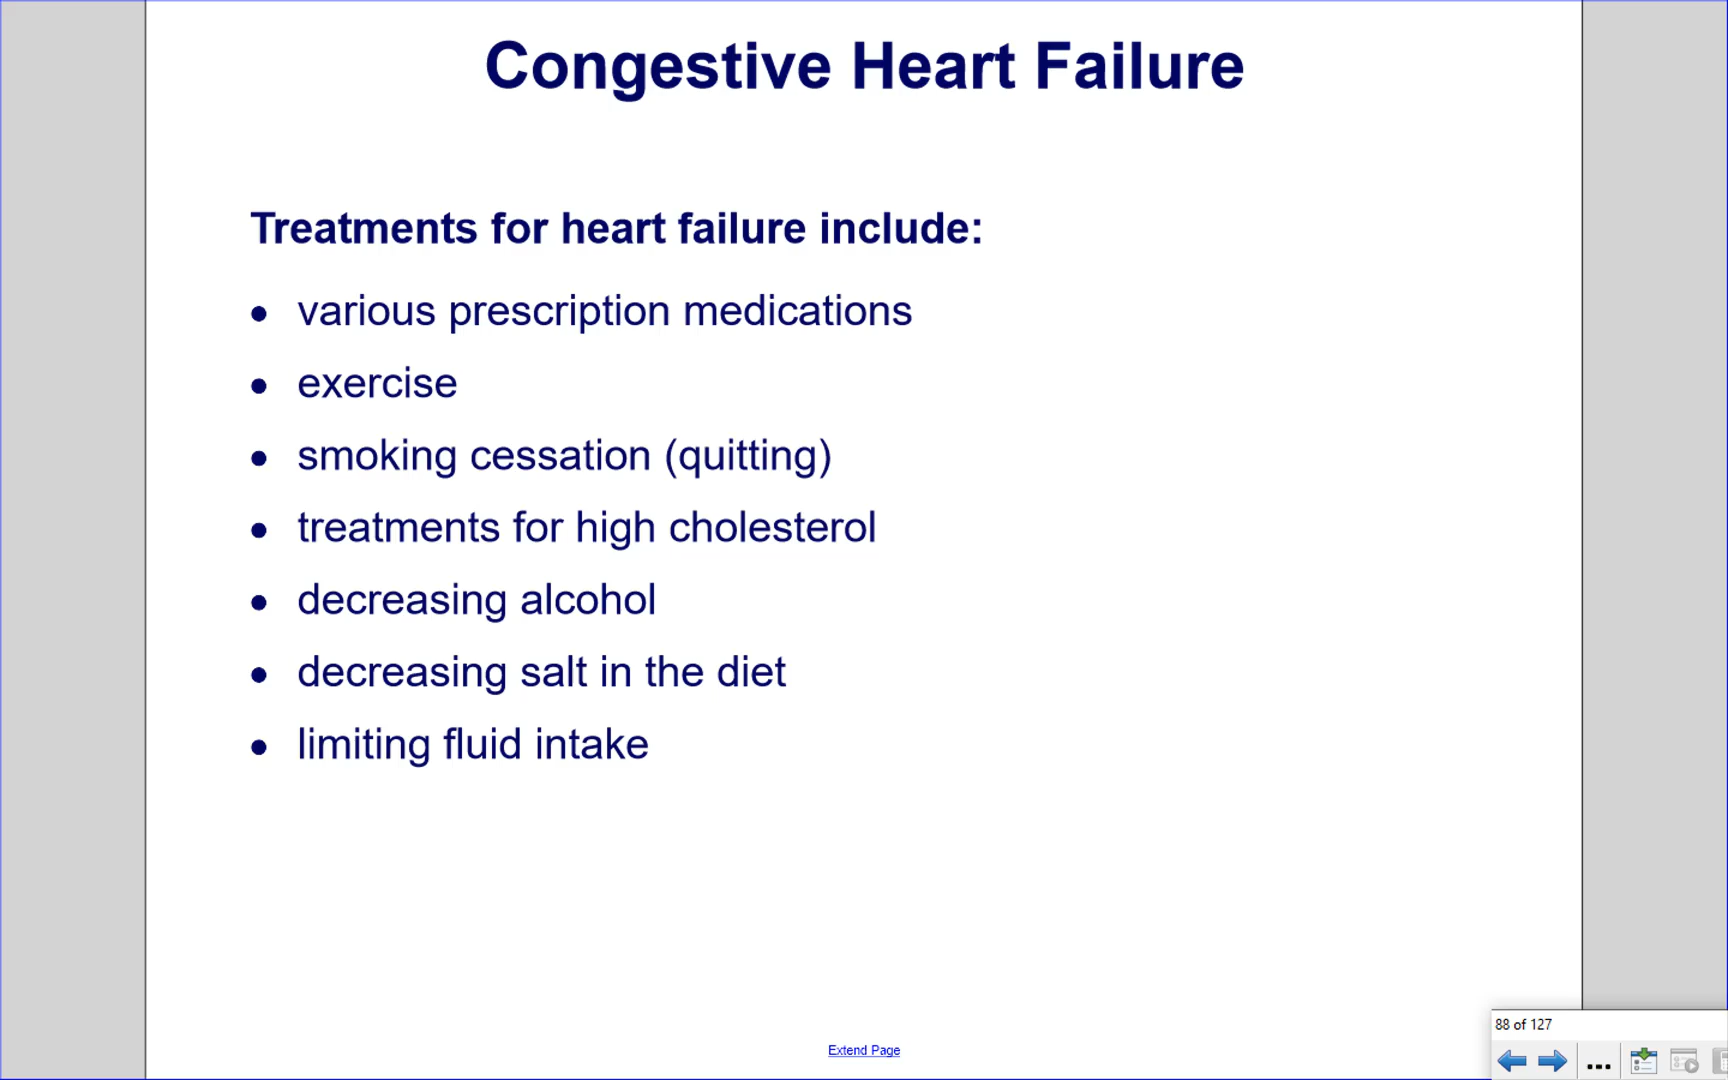 Congestive Heart Failure
Treatments for heart failure include:
• various prescription medications
• exercise
• smoking cessation (quitting)
• treatments for high cholesterol
• decreasing alcohol
• decreasing salt in the diet
• limiting fluid intake
Extend Page
88 of 127
...